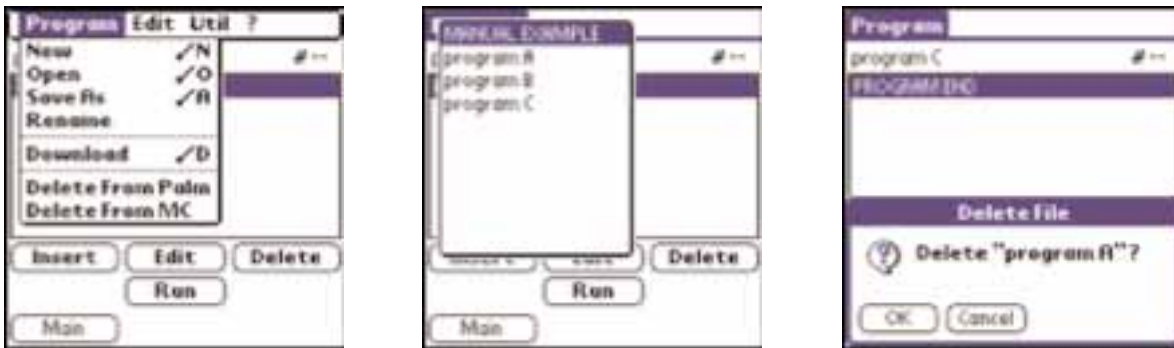 Program Edit Util ?
New /N
Open /O
Save As /A
Rename
Download /D
Delete From Palm
Delete From MC
# --
Insert Edit Delete
Run
Main
MANUAL EXAMPLE
program A
program B
program C
# --
Delete
Run
Main
Program
program C # --
PROGRAM END
Delete File
Delete "program A"?
OK Cancel